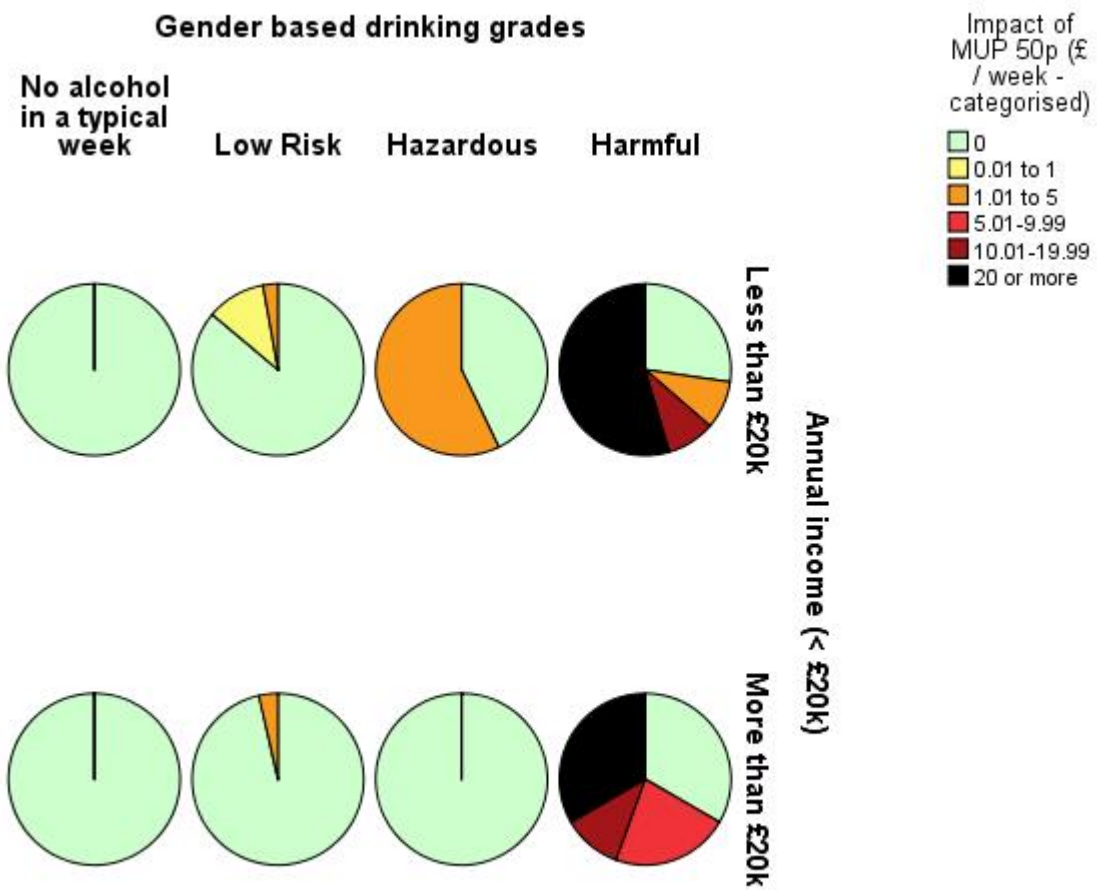 Gender based drinking grades
No alcohol
in a typical
week
Low Risk
Hazardous
Harmful
Impact of
MUP 50p (£
/ week -
categorised)
0
0.01 to 1
1.01 to 5
5.01-9.99
10.01-19.99
20 or more
Less than £20k
More than £20k
Annual income (< £20k)